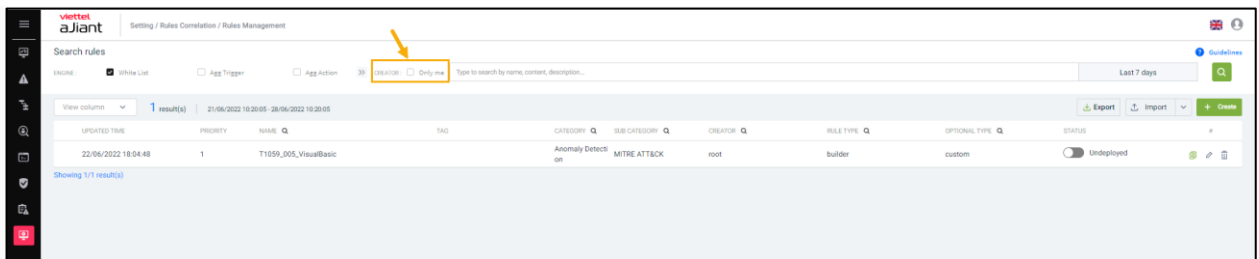 viettel
aJiant
Setting / Rules Correlation / Rules Management
Search rules
Guidelines
ENGINE: White List Agg Trigger Agg Action CREATOR: Only me Type to search by name, content, description... Last 7 days
View column 1 result(s) 21/06/2022 10:20:05 - 28/06/2022 10:20:05 Export Import + Create
UPDATED TIME PRIORITY NAME TAG CATEGORY SUB CATEGORY CREATOR RULE TYPE OPTIONAL TYPE STATUS #
22/06/2022 18:04:48 1 T1059_005_VisualBasic Anomaly Detecti MITRE ATT&CK root builder custom Undeployed
on
Showing 1/1 result(s)